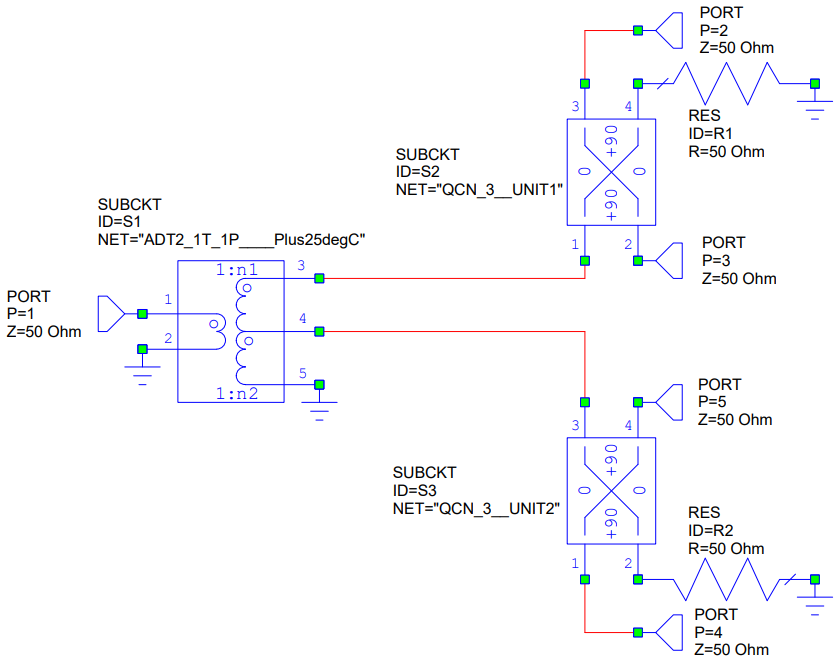 PORT
P=2
Z=50 Ohm
3
4
RES
ID=R1
R=50 Ohm
SUBCKT
ID=S2
NET="QCN_3__UNIT1"
0
+90
0
+90
1
2
PORT
P=3
Z=50 Ohm
SUBCKT
ID=S1
NET="ADT2_1T_1P____Plus25degC"
1:n1
3
PORT
P=1
Z=50 Ohm
1
2
4
5
1:n2
PORT
P=5
Z=50 Ohm
3
4
SUBCKT
ID=S3
NET="QCN_3__UNIT2"
0
+90
0
+90
RES
ID=R2
R=50 Ohm
1
2
PORT
P=4
Z=50 Ohm